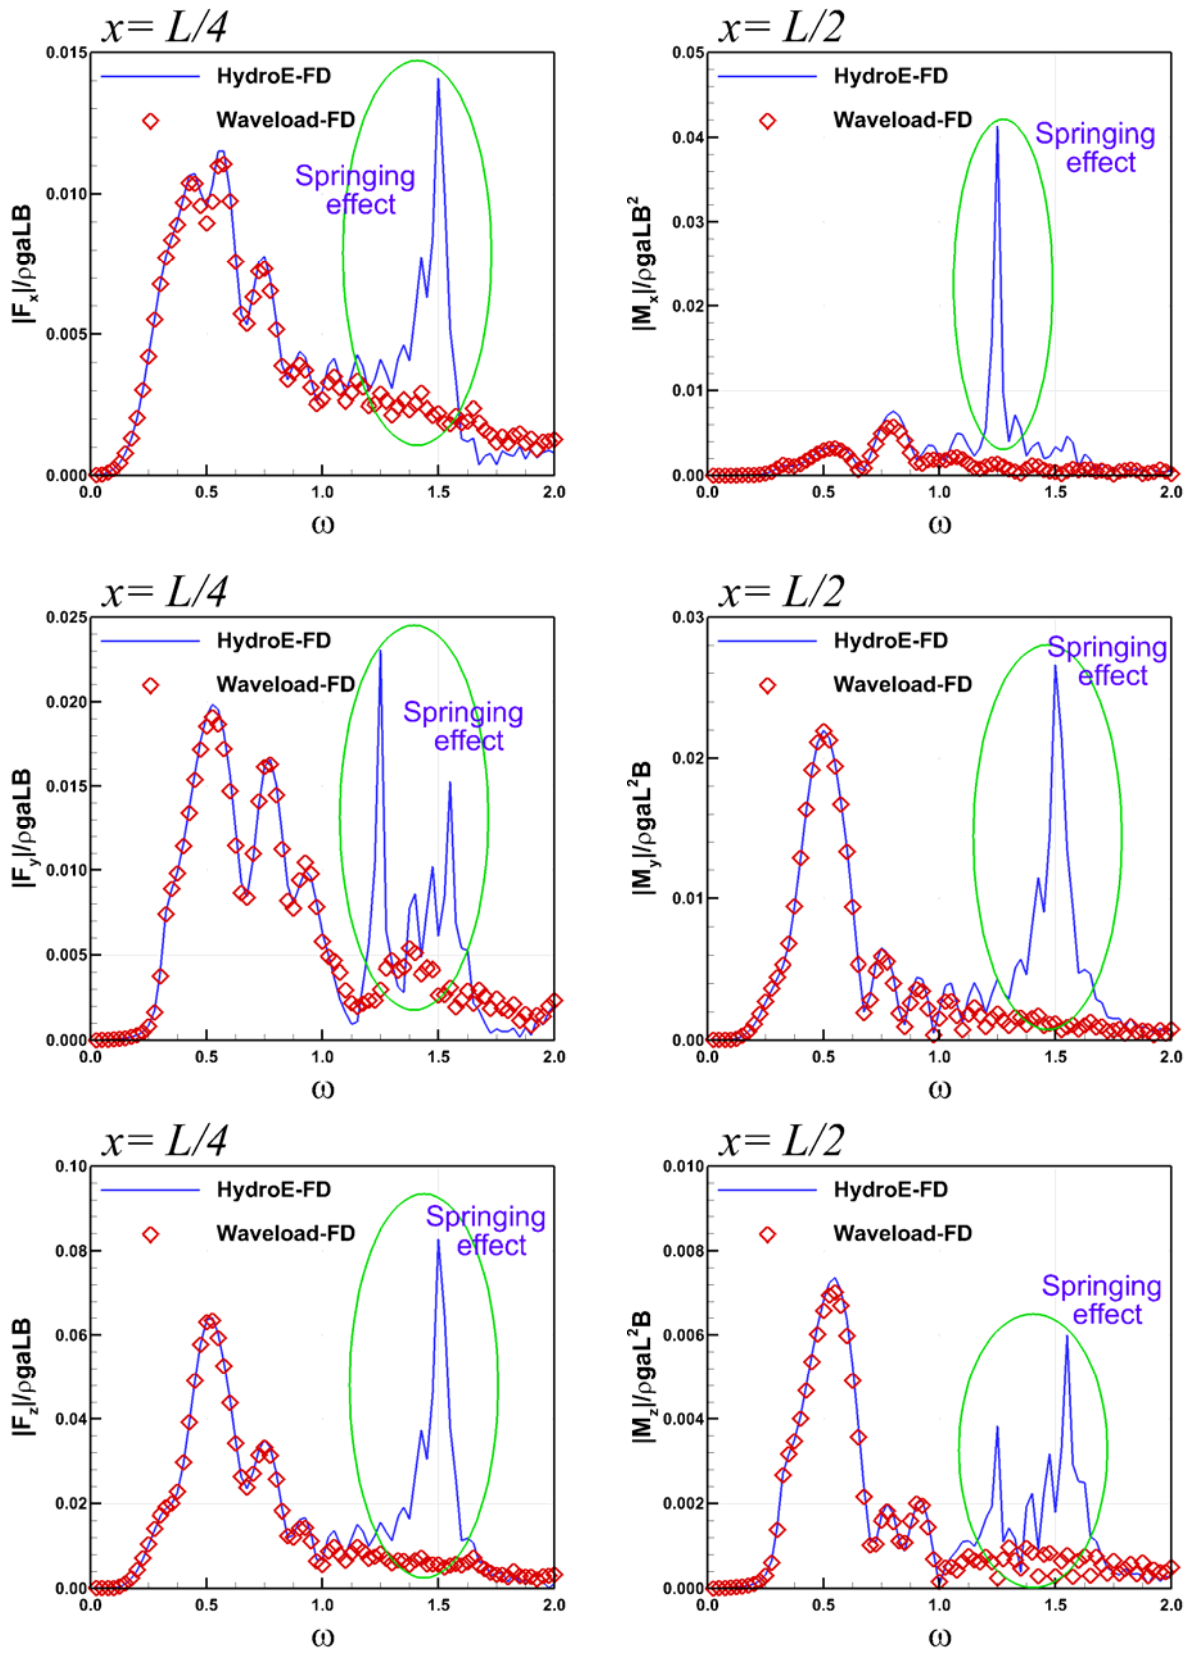 x= L/4
0.015
0.010
0.005
0.000
|Fx|/ρgaLB
HydroE-FD
Waveload-FD
Springing
effect
0.0 0.5 1.0 1.5 2.0
ω
x= L/2
0.05
0.04
0.03
0.02
0.01
0.00
|Mx|/ρgaLB²
HydroE-FD
Waveload-FD
Springing
effect
0.0 0.5 1.0 1.5 2.0
ω
x= L/4
0.025
0.020
0.015
0.010
0.005
0.000
|Fy|/ρgaLB
HydroE-FD
Waveload-FD
Springing
effect
0.0 0.5 1.0 1.5 2.0
ω
x= L/2
0.03
0.02
0.01
0.00
|My|/ρgaL²B
HydroE-FD
Waveload-FD
Springing
effect
0.0 0.5 1.0 1.5 2.0
ω
x= L/4
0.10
0.08
0.06
0.04
0.02
0.00
|Fz|/ρgaLB
HydroE-FD
Waveload-FD
Springing
effect
0.0 0.5 1.0 1.5 2.0
ω
x= L/2
0.010
0.008
0.006
0.004
0.002
0.000
|Mz|/ρgaL²B
HydroE-FD
Waveload-FD
Springing
effect
0.0 0.5 1.0 1.5 2.0
ω